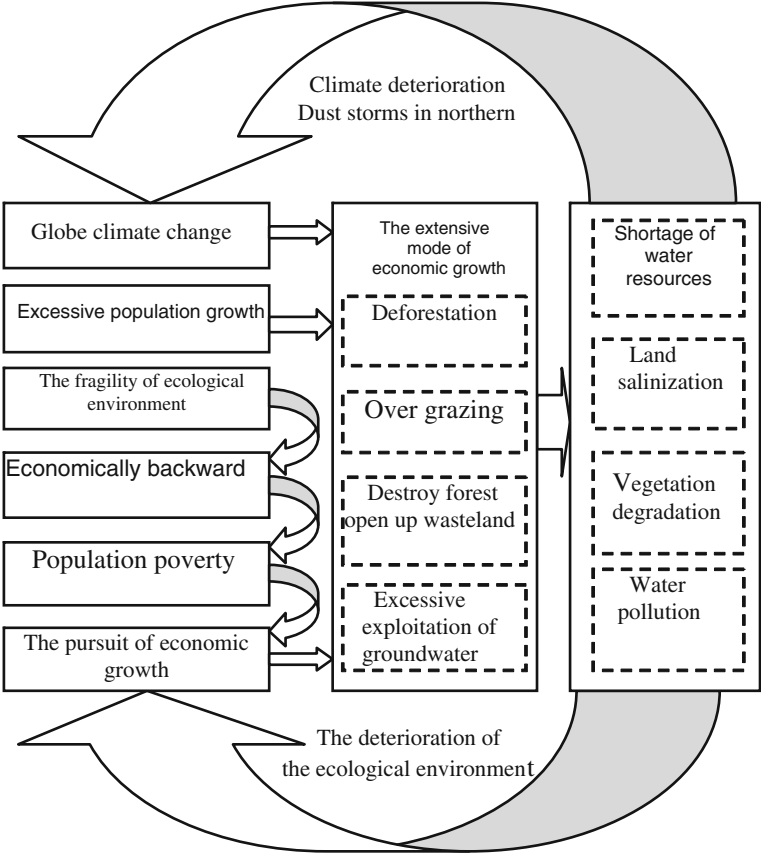 Climate deterioration
Dust storms in northern
Globe climate change
Excessive population growth
The fragility of ecological
environment
Economically backward
Population poverty
The pursuit of economic
growth
The extensive
mode of
economic growth
Deforestation
Over grazing
Destroy forest
open up wasteland
Excessive
exploitation of
groundwater
Shortage of
water
resources
Land
salinization
Vegetation
degradation
Water
pollution
The deterioration of
the ecological environment